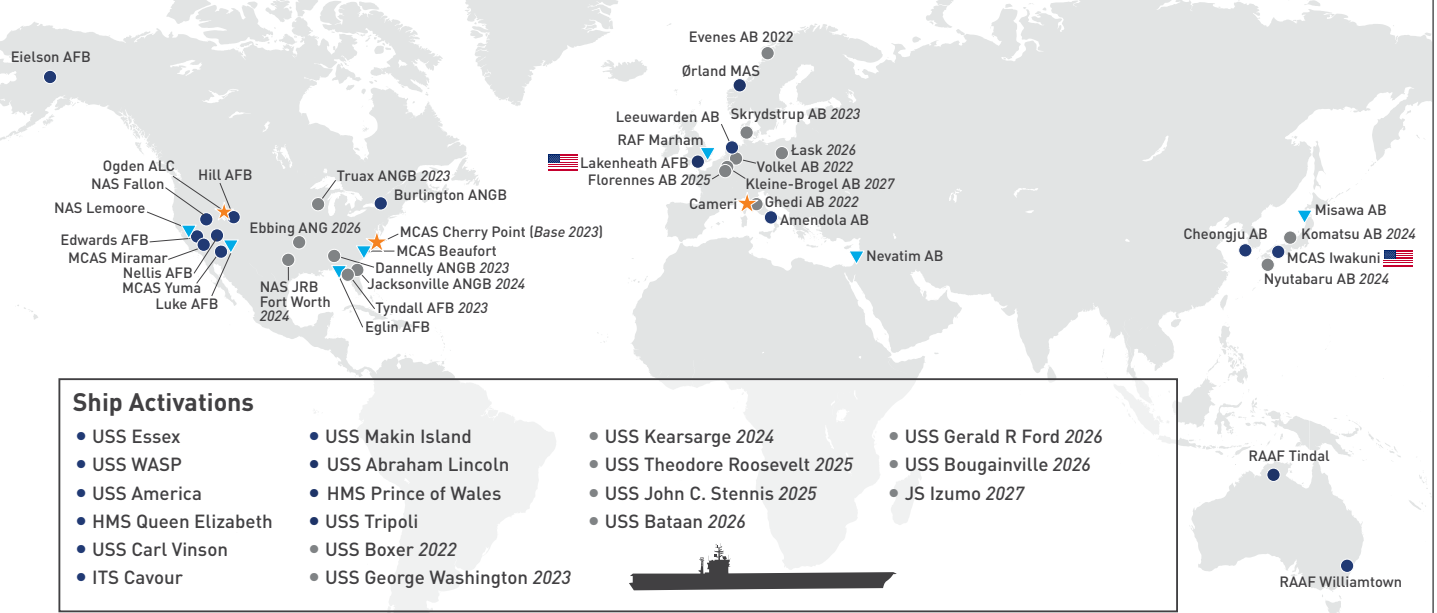 Eielson AFB
Ogden ALC
NAS Fallon
Hill AFB
NAS Lemoore
Edwards AFB
MCAS Miramar
Nellis AFB
MCAS Yuma
Luke AFB
Truax ANGB 2023
Burlington ANGB
Ebbing ANG 2026
MCAS Cherry Point (Base 2023)
MCAS Beaufort
Dannelly ANGB 2023
Jacksonville ANGB 2024
Tyndall AFB 2023
Eglin AFB
NAS JRB
Fort Worth
2024
Evenes AB 2022
Ørland MAS
Leeuwarden AB
Skrydstrup AB 2023
RAF Marham
Łask 2026
Lakenheath AFB
Volkel AB 2022
Florennes AB 2025
Kleine-Brogel AB 2027
Cameri
Ghedi AB 2022
Amendola AB
Nevatim AB
Misawa AB
Cheongju AB
Komatsu AB 2024
MCAS Iwakuni
Nyutabaru AB 2024
RAAF Tindal
RAAF Williamtown
Ship Activations
USS Essex
USS WASP
USS America
HMS Queen Elizabeth
USS Carl Vinson
ITS Cavour
USS Makin Island
USS Abraham Lincoln
HMS Prince of Wales
USS Tripoli
USS Boxer 2022
USS George Washington 2023
USS Kearsarge 2024
USS Theodore Roosevelt 2025
USS John C. Stennis 2025
USS Bataan 2026
USS Gerald R Ford 2026
USS Bougainville 2026
JS Izumo 2027